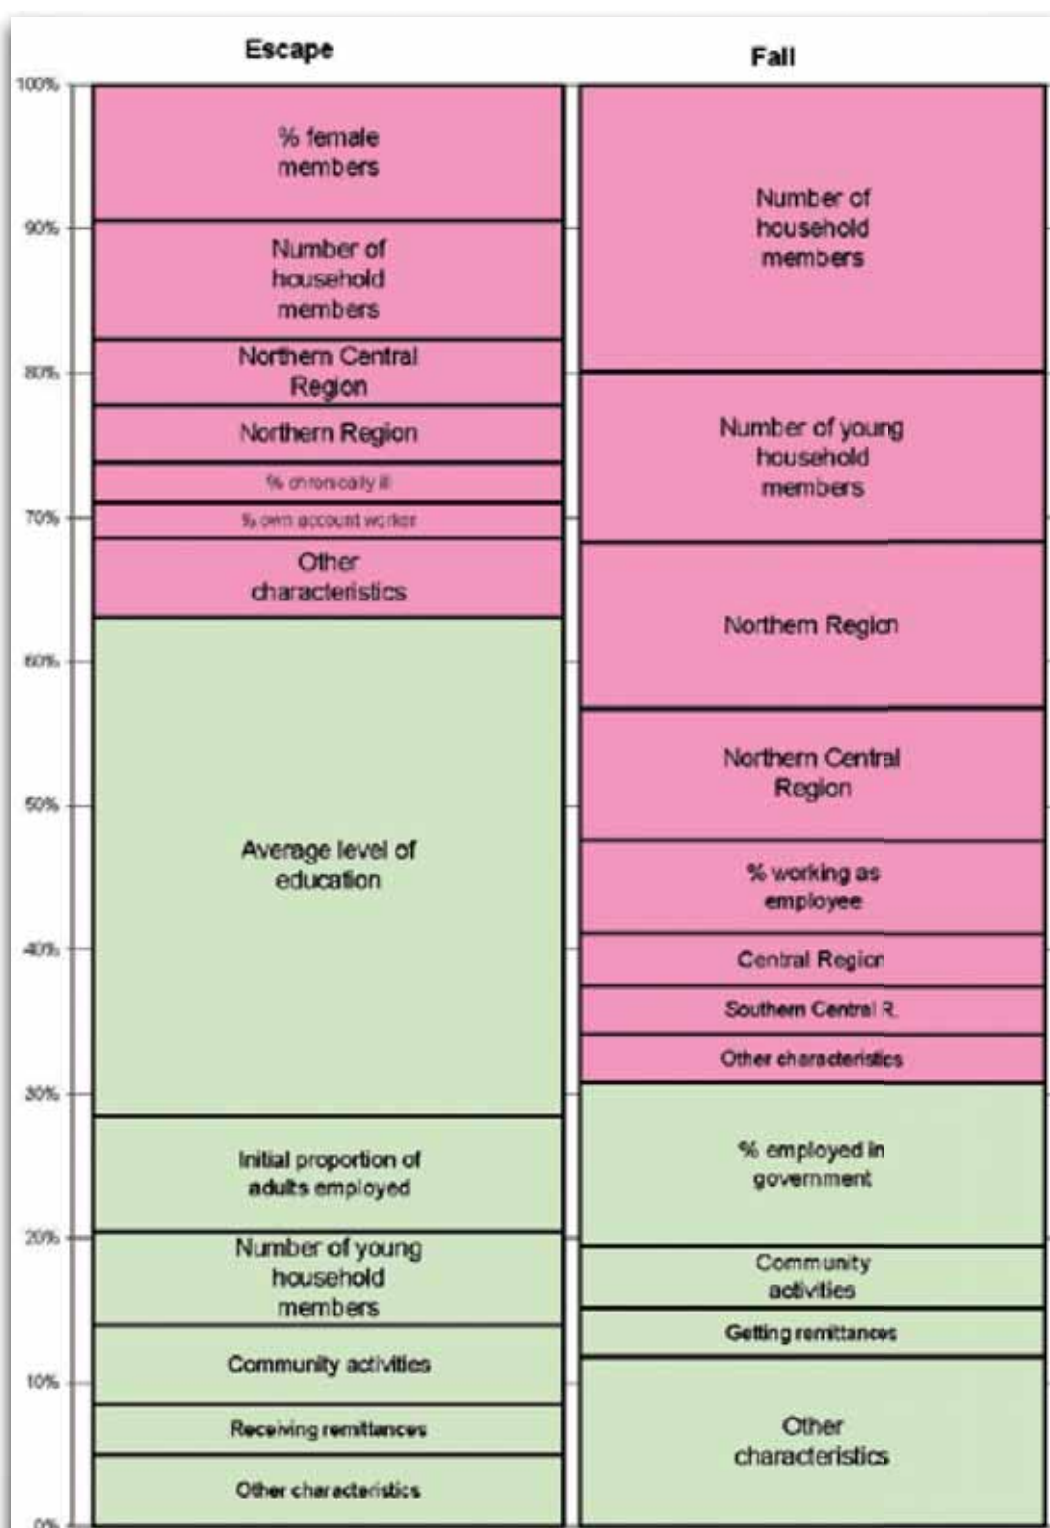 Escape
Fall
100%
90%
80%
70%
60%
50%
40%
30%
20%
10%
0%
% female
members
Number of
household
members
Northern Central
Region
Northern Region
% chronically ill
% own account worker
Other
characteristics
Average level of
education
Initial proportion of
adults employed
Number of young
household
members
Community activities
Receiving remittances
Other characteristics
Number of
household
members
Number of young
household
members
Northern Region
Northern Central
Region
% working as
employee
Central Region
Southern Central R.
Other characteristics
% employed in
government
Community
activities
Getting remittances
Other
characteristics